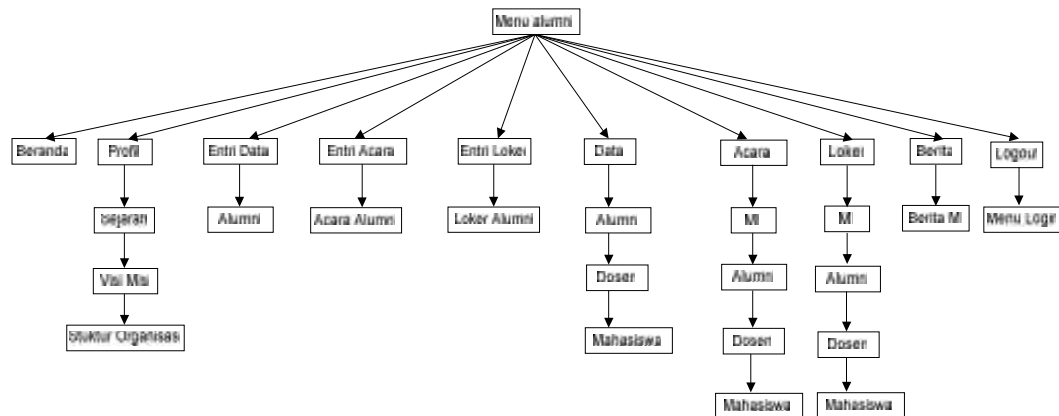 Menu alumni
Beranda
Profil
Entri Data
Entri Acara
Entri Loker
Data
Acara
Loker
Berita
Logout
Sejarah
Alumni
Acara Alumni
Loker Alumni
Alumni
MI
MI
Berita MI
Menu Login
Visi Misi
Dosen
Alumni
Alumni
Stuktur Organisasi
Mahasiswa
Dosen
Dosen
Mahasiswa
Mahasiswa